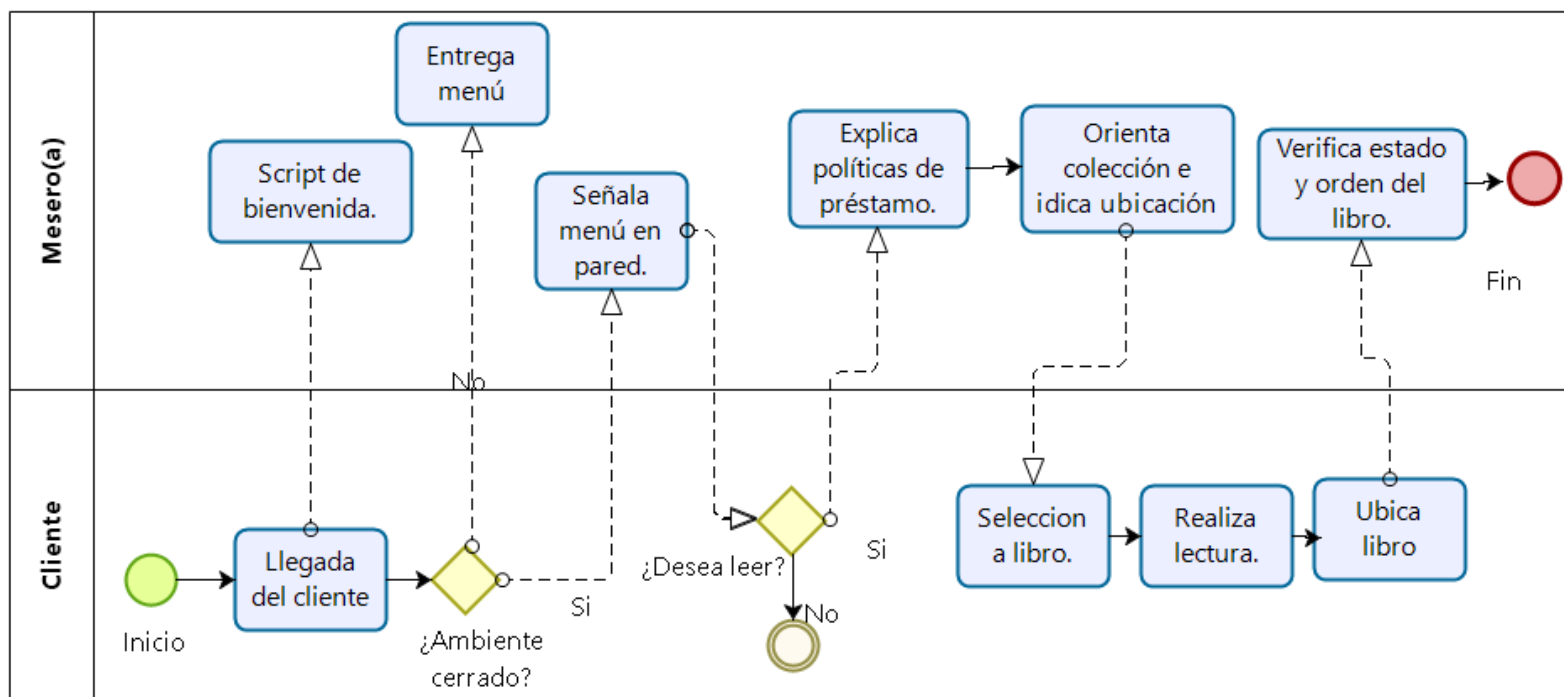 Mesero(a)
Entrega
menú
Script de
bienvenida.
Señala
menú en
pared.
Explica
políticas de
préstamo.
Orienta
colección e
idica ubicación
Verifica estado
y orden del
libro.
Fin
No
Cliente
Inicio
Llegada
del cliente
¿Ambiente
cerrado?
Si
¿Desea leer?
Si
No
Seleccion
a libro.
Realiza
lectura.
Ubica
libro